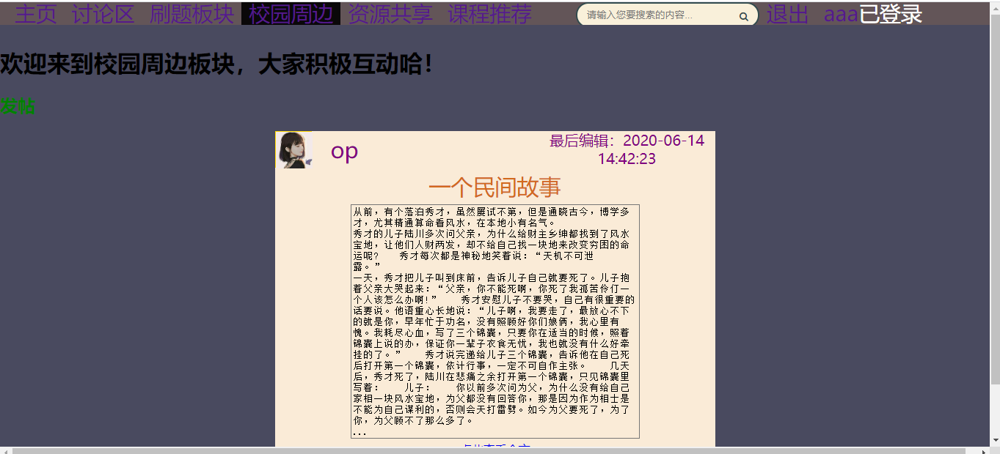 主页 讨论区 刷题板块 校园周边 资源共享 课程推荐 请输入您要搜索的内容... 退出 aaa已登录
欢迎来到校园周边板块，大家积极互动哈！
发帖
op
最后编辑：2020-06-14
14:42:23
一个民间故事
从前，有个落泊秀才，虽然屡试不第，但是通晓古今，博学多
才，尤其精通算命看风水，在本地小有名气。
秀才的儿子陆川多次问父亲，为什么给财主乡绅都找到了风水
宝地，让他们人财两发，却不给自己找一块地来改变穷困的命
运呢？　　秀才每次都是神秘地笑着说：“天机不可泄
露。”
一天，秀才把儿子叫到床前，告诉儿子自己就要死了。儿子抱
着父亲大哭起来：“父亲，你不能死啊，你死了我孤苦伶仃一
个人该怎么办啊！”　　秀才安慰儿子不要哭，自己有很重要的
话要说。他语重心长地说：“儿子啊，我要走了，最放心不下
的就是你，早年忙于功名，没有照顾好你们娘俩，我心里有
愧。我耗尽心血，写了三个锦囊，只要你在适当的时候，照着
锦囊上说的办，保证你一辈子衣食无忧，我也就没有什么好牵
挂的了。”　　秀才说完递给儿子三个锦囊，告诉他在自己死
后打开第一个锦囊，依计行事，一定不可自作主张。　　几天
后，秀才死了，陆川在悲痛之余打开第一个锦囊，只见锦囊里
写着：　　儿子：　　你以前多次问为父，为什么没有给自己
家相一块风水宝地，为父都没有回答你，那是因为作为相士是
不能为自己谋利的，否则会天打雷劈。如今为父要死了，为了
你，为父顾不了那么多了。
...